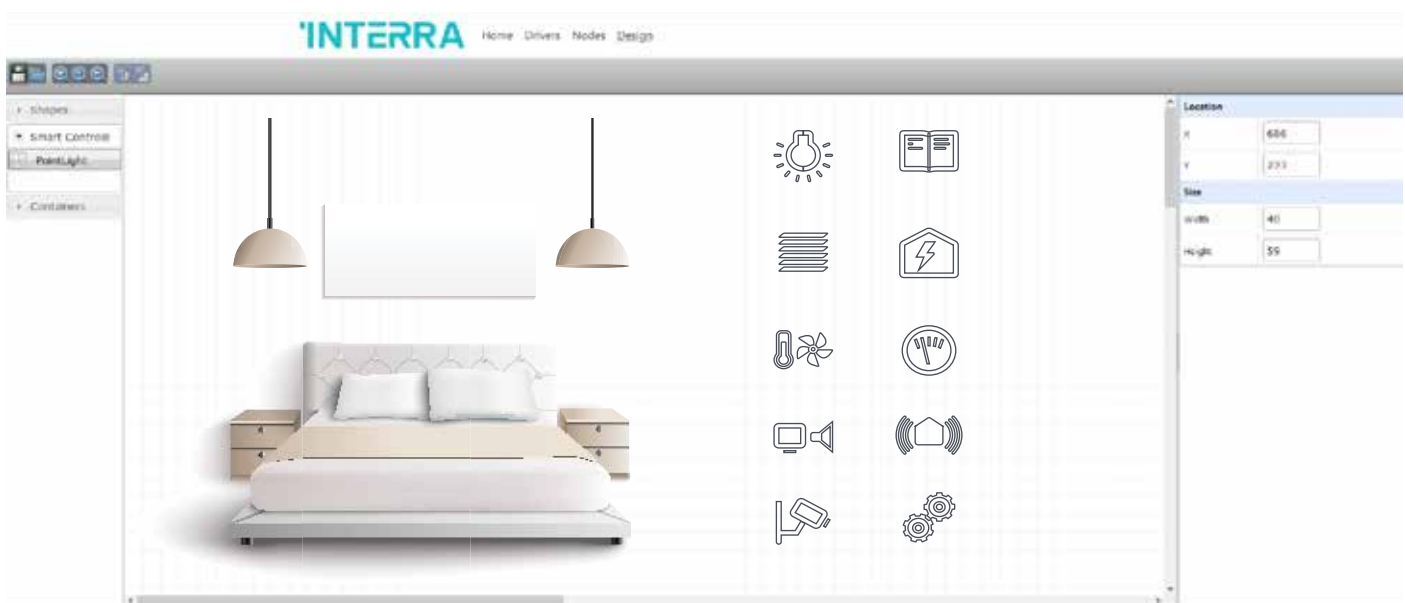 INTERRA
Home Drivers Nodes Design
Shapes
Smart Controls
PointLight
Containers
Location
X 686
Y
Size
Width 40
Height 59